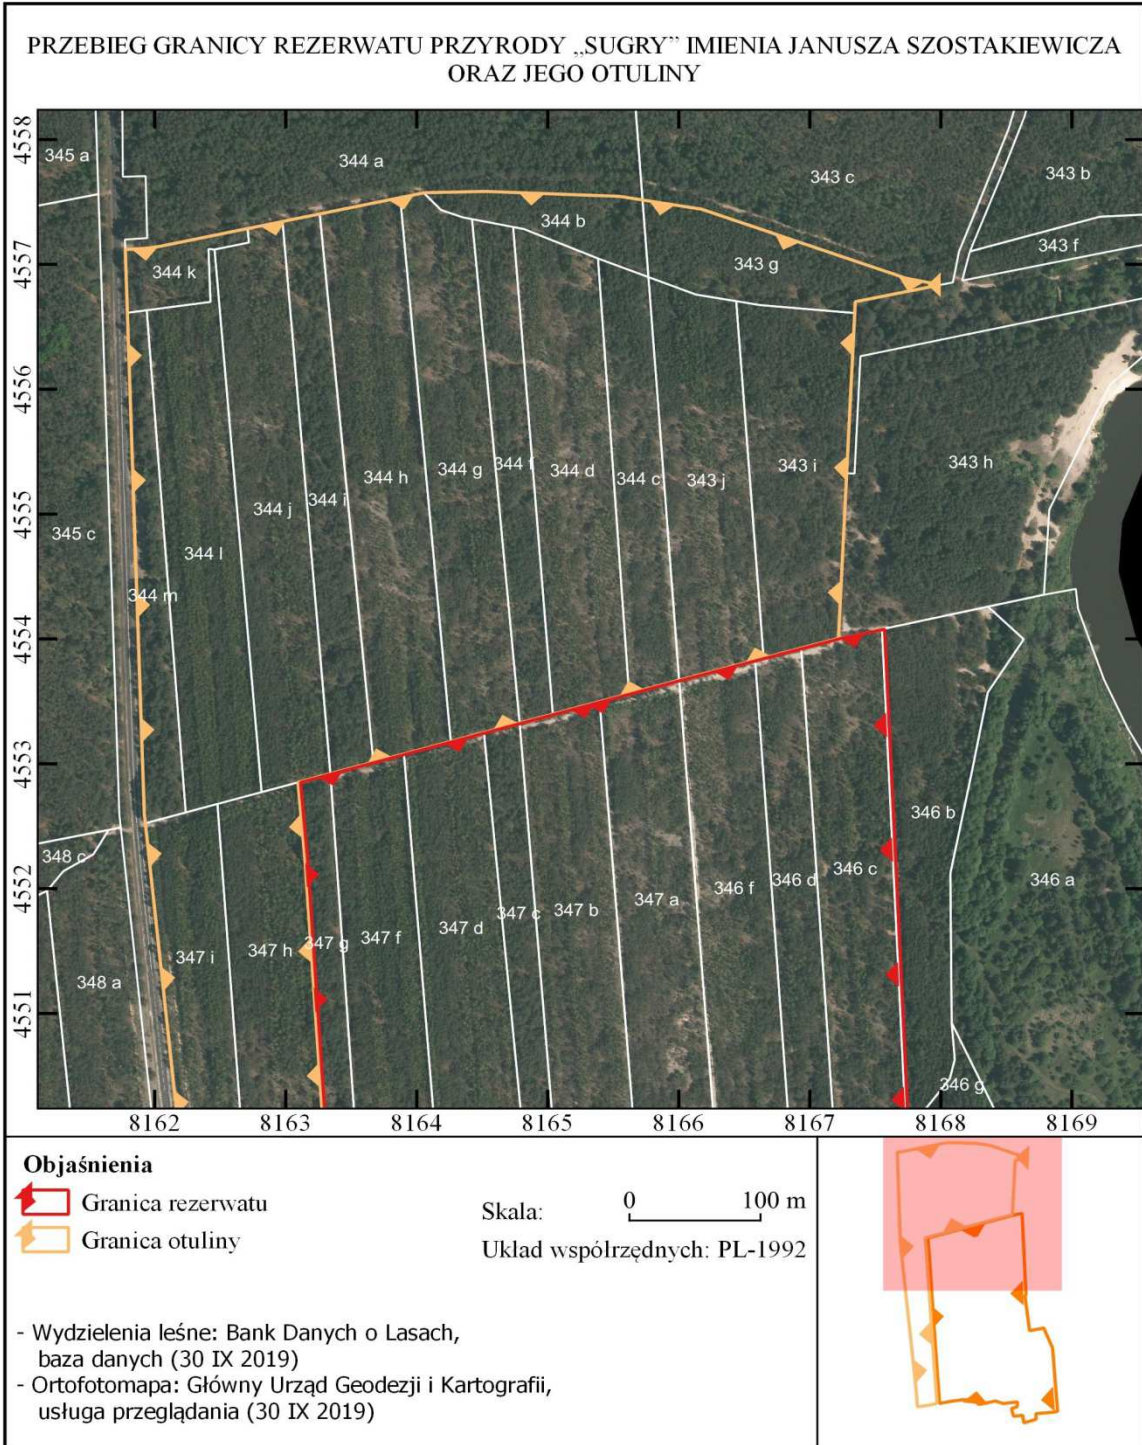 PRZEBIEG GRANICY REZERWATU PRZYRODY „SUGRY” IMIENIA JANUSZA SZOSTAKIEWICZA
ORAZ JEGO OTULINY
4558
4557
4556
4555
4554
4553
4552
4551
345 a
344 a
343 c
343 b
344 b
343 f
344 k
343 g
344 j
344 i
344 h
344 g
344 f
344 d
344 c
343 j
343 i
343 h
345 c
344 l
344 m
346 b
348 c
346 c
346 a
347 a
346 f
346 d
347 d
347 c
347 b
347 i
347 h
347 g
347 f
348 a
346 g
8162
8163
8164
8165
8166
8167
8168
8169
Objaśnienia
Granica rezerwatu
Granica otuliny
Skala:
0
100 m
Układ współrzędnych: PL-1992
- Wydzielenia leśne: Bank Danych o Lasach,
baza danych (30 IX 2019)
- Ortofotomapa: Główny Urząd Geodezji i Kartografii,
usługa przeglądania (30 IX 2019)